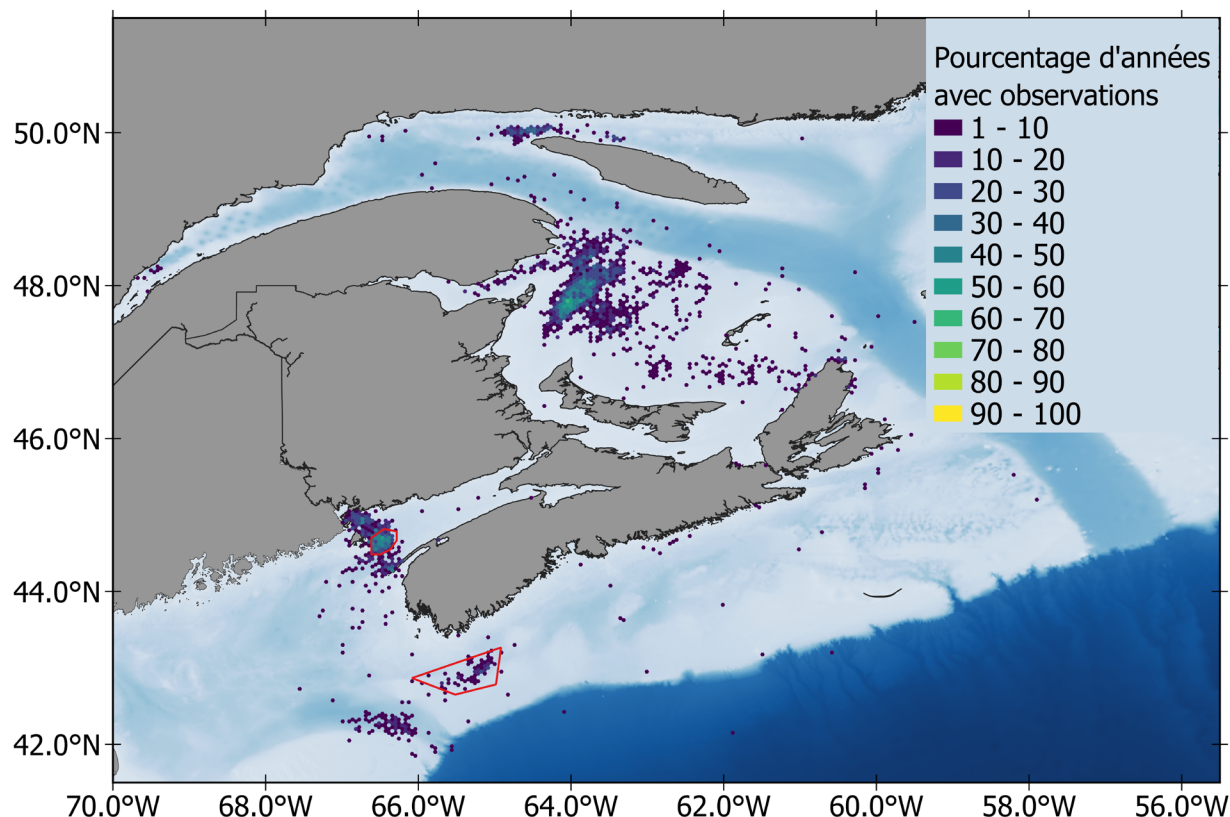 Pourcentage d'années
avec observations
1 - 10
10 - 20
20 - 30
30 - 40
40 - 50
50 - 60
60 - 70
70 - 80
80 - 90
90 - 100
50.0°N
48.0°N
46.0°N
44.0°N
42.0°N
70.0°W 68.0°W 66.0°W 64.0°W 62.0°W 60.0°W 58.0°W 56.0°W